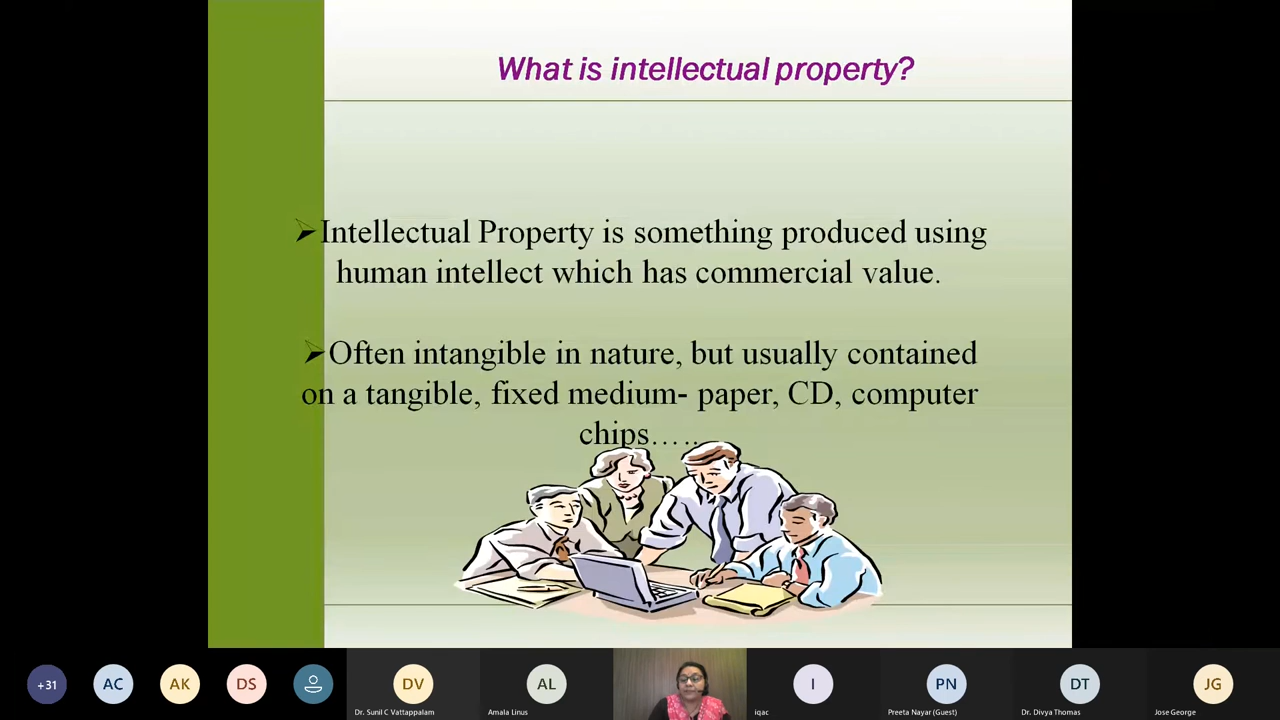 What is intellectual property?
➢Intellectual Property is something produced using
human intellect which has commercial value.
➢Often intangible in nature, but usually contained
on a tangible, fixed medium- paper, CD, computer
chips…..
+31
AC
AK
DS
DV
AL
I
PN
DT
JG
Dr. Sunil C Vattappalam
Amala Linus
iqac
Preeta Nayar (Guest)
Dr. Divya Thomas
Jose George